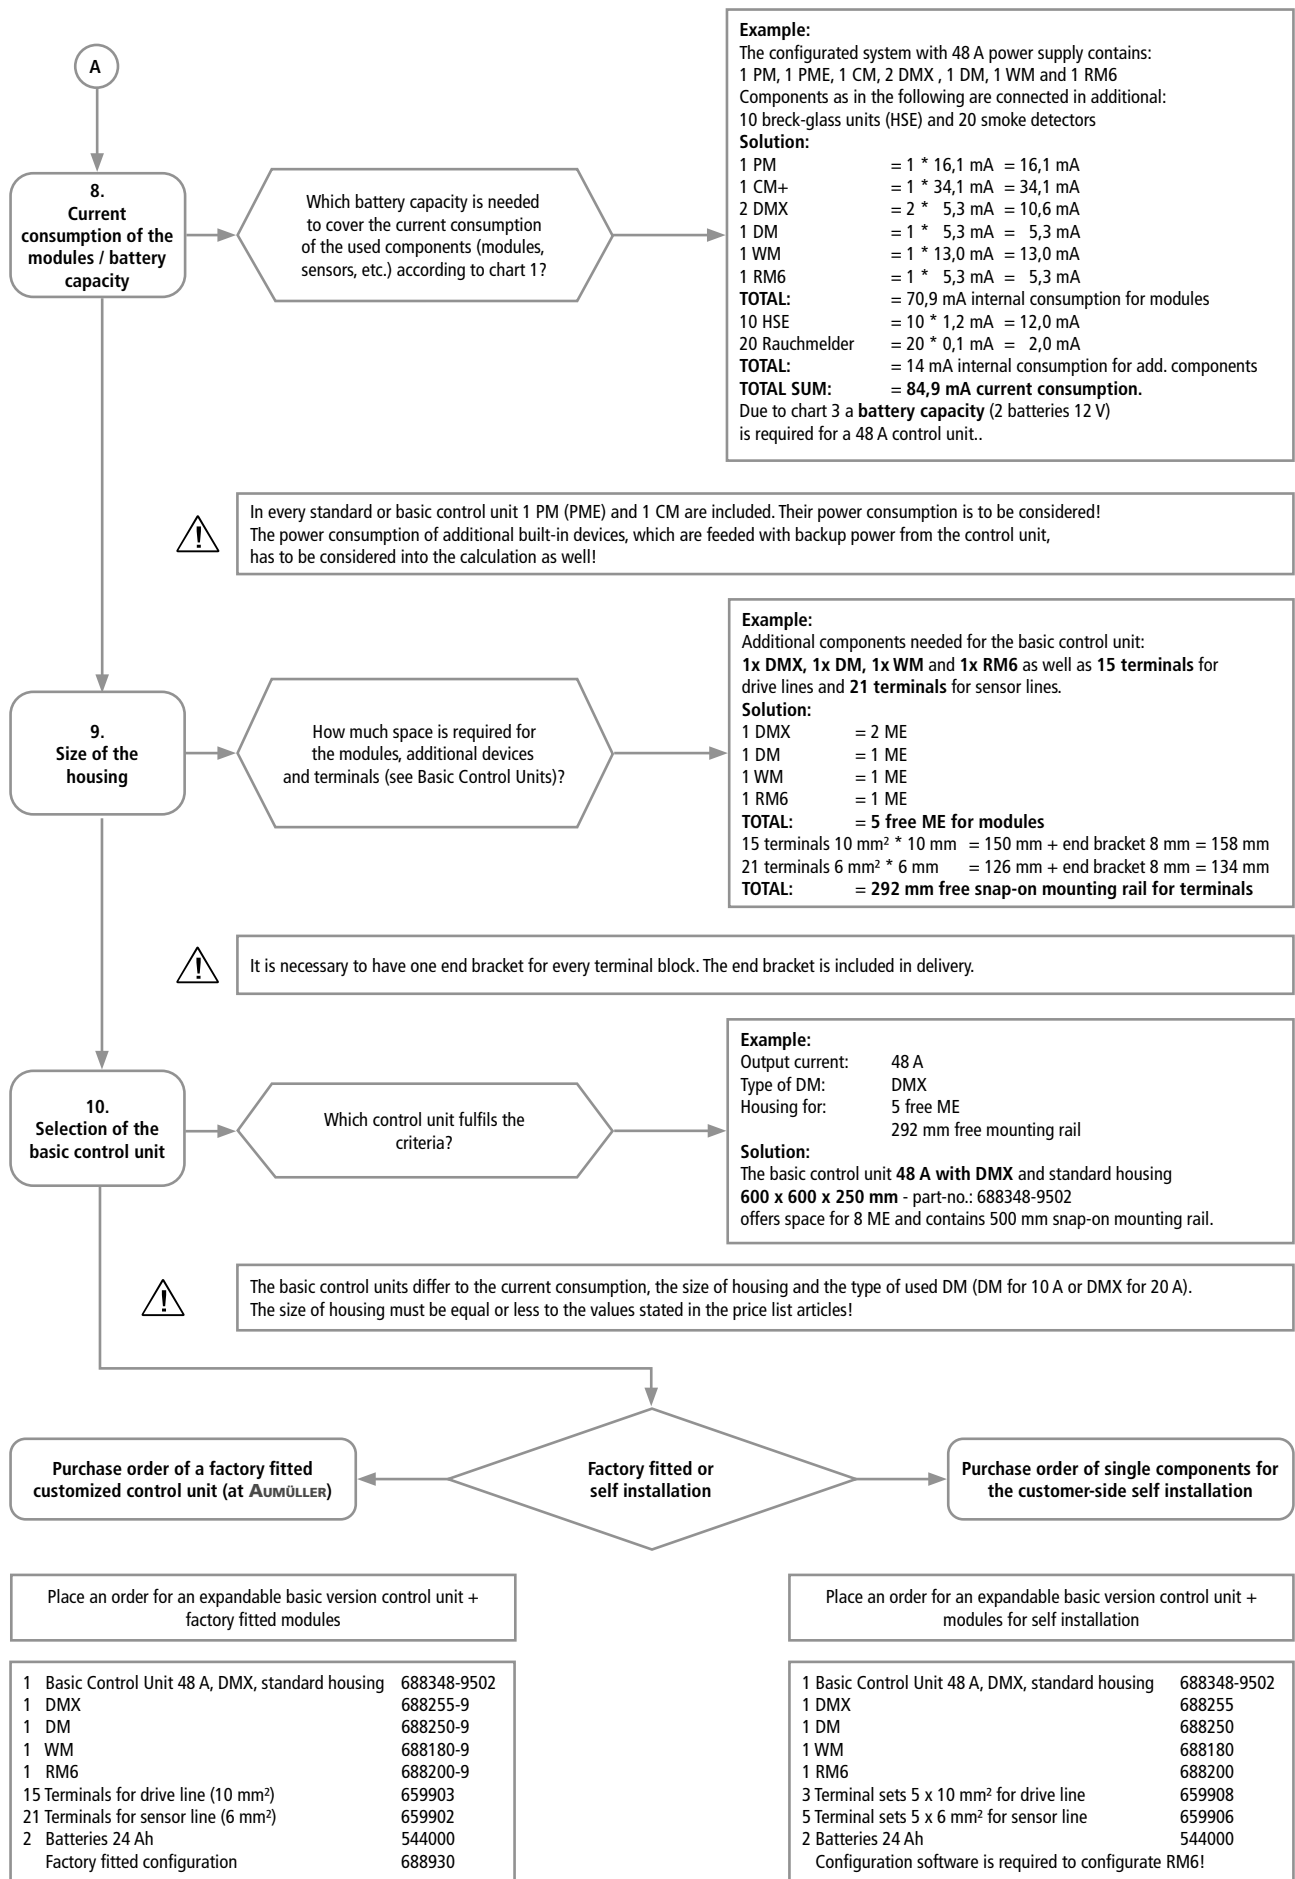 A
8.
Current
consumption of the
modules / battery
capacity
Which battery capacity is needed
to cover the current consumption
of the used components (modules,
sensors, etc.) according to chart 1?
Example:
The configurated system with 48 A power supply contains:
1 PM, 1 PME, 1 CM, 2 DMX , 1 DM, 1 WM and 1 RM6
Components as in the following are connected in additional:
10 breck-glass units (HSE) and 20 smoke detectors
Solution:
1 PM = 1 * 16,1 mA = 16,1 mA
1 CM+ = 1 * 34,1 mA = 34,1 mA
2 DMX = 2 * 5,3 mA = 10,6 mA
1 DM = 1 * 5,3 mA = 5,3 mA
1 WM = 1 * 13,0 mA = 13,0 mA
1 RM6 = 1 * 5,3 mA = 5,3 mA
TOTAL: = 70,9 mA internal consumption for modules
10 HSE = 10 * 1,2 mA = 12,0 mA
20 Rauchmelder = 20 * 0,1 mA = 2,0 mA
TOTAL: = 14 mA internal consumption for add. components
TOTAL SUM: = 84,9 mA current consumption.
Due to chart 3 a battery capacity (2 batteries 12 V)
is required for a 48 A control unit..
In every standard or basic control unit 1 PM (PME) and 1 CM are included. Their power consumption is to be considered!
The power consumption of additional built-in devices, which are feeded with backup power from the control unit,
has to be considered into the calculation as well!
9.
Size of the
housing
How much space is required for
the modules, additional devices
and terminals (see Basic Control Units)?
Example:
Additional components needed for the basic control unit:
1x DMX, 1x DM, 1x WM and 1x RM6 as well as 15 terminals for
drive lines and 21 terminals for sensor lines.
Solution:
1 DMX = 2 ME
1 DM = 1 ME
1 WM = 1 ME
1 RM6 = 1 ME
TOTAL: = 5 free ME for modules
15 terminals 10 mm² * 10 mm = 150 mm + end bracket 8 mm = 158 mm
21 terminals 6 mm² * 6 mm = 126 mm + end bracket 8 mm = 134 mm
TOTAL: = 292 mm free snap-on mounting rail for terminals
It is necessary to have one end bracket for every terminal block. The end bracket is included in delivery.
10.
Selection of the
basic control unit
Which control unit fulfils the
criteria?
Example:
Output current: 48 A
Type of DM: DMX
Housing for: 5 free ME
292 mm free mounting rail
Solution:
The basic control unit 48 A with DMX and standard housing
600 x 600 x 250 mm - part-no.: 688348-9502
offers space for 8 ME and contains 500 mm snap-on mounting rail.
The basic control units differ to the current consumption, the size of housing and the type of used DM (DM for 10 A or DMX for 20 A).
The size of housing must be equal or less to the values stated in the price list articles!
Factory fitted or
self installation
Purchase order of a factory fitted
customized control unit (at AUMÜLLER)
Purchase order of single components for
the customer-side self installation
Place an order for an expandable basic version control unit +
factory fitted modules
1 Basic Control Unit 48 A, DMX, standard housing 688348-9502
1 DMX 688255-9
1 DM 688250-9
1 WM 688180-9
1 RM6 688200-9
15 Terminals for drive line (10 mm²) 659903
21 Terminals for sensor line (6 mm²) 659902
2 Batteries 24 Ah 544000
Factory fitted configuration 688930
Place an order for an expandable basic version control unit +
modules for self installation
1 Basic Control Unit 48 A, DMX, standard housing 688348-9502
1 DMX 688255
1 DM 688250
1 WM 688180
1 RM6 688200
3 Terminal sets 5 x 10 mm² for drive line 659908
5 Terminal sets 5 x 6 mm² for sensor line 659906
2 Batteries 24 Ah 544000
Configuration software is required to configurate RM6!